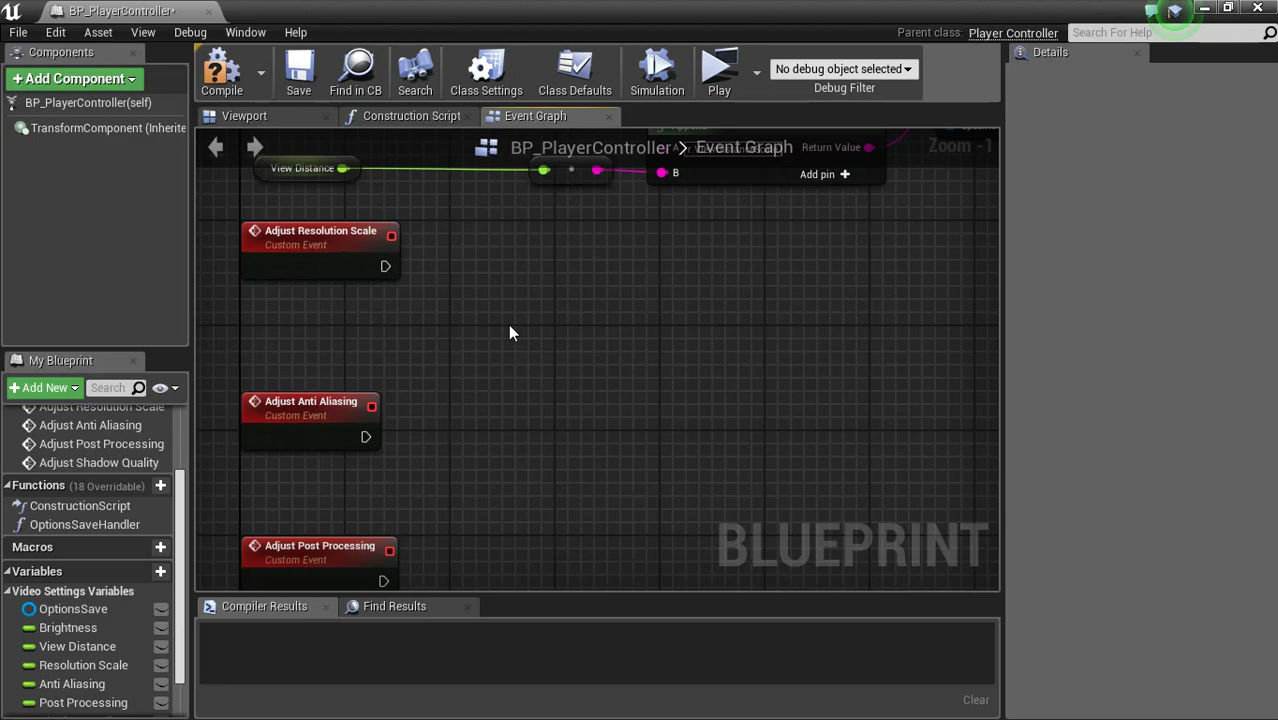 BP_PlayerController*
File Edit Asset View Debug Window Help
Parent class: Player Controller
Search For Help
Components
Add Component
BP_PlayerController(self)
TransformComponent (Inherite
Compile
Save
Find in CB
Search
Class Settings
Class Defaults
Simulation
Play
No debug object selected
Debug Filter
Details
Viewport
Construction Script
Event Graph
BP_PlayerController > Event Graph
Zoom -1
Return Value
View Distance
B
Add pin
Adjust Resolution Scale
Custom Event
Adjust Anti Aliasing
Custom Event
Adjust Post Processing
Custom Event
BLUEPRINT
My Blueprint
Add New
Search
Adjust Resolution Scale
Adjust Anti Aliasing
Adjust Post Processing
Adjust Shadow Quality
Functions (18 Overridable)
ConstructionScript
OptionsSaveHandler
Macros
Variables
Video Settings Variables
OptionsSave
Brightness
View Distance
Resolution Scale
Anti Aliasing
Post Processing
Compiler Results
Find Results
Clear